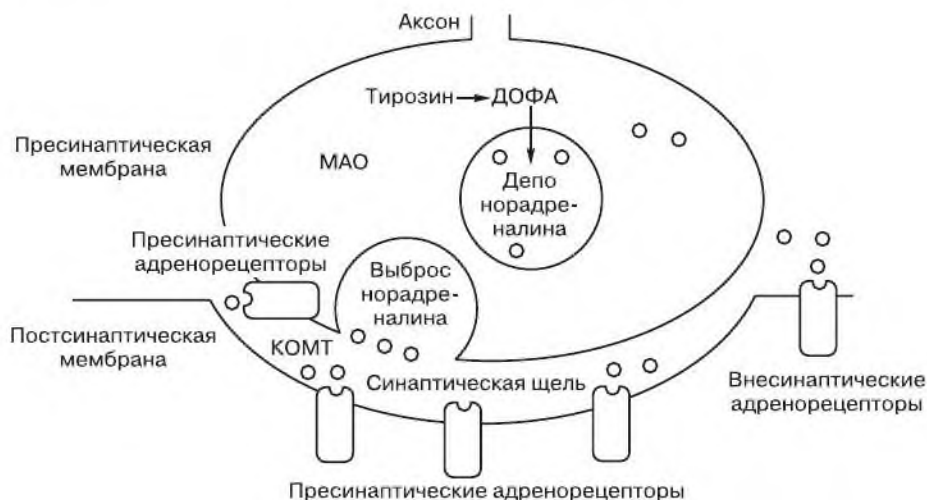 Аксон
Тирозин
ДОФА
Пресинаптическая
мембрана
МАО
Депо
норадре-
налина
Пресинаптические
адренорецепторы
Выброс
норадре-
налина
Постсинаптическая
мембрана
КОМТ
Синаптическая щель
Внесинаптические
адренорецепторы
Пресинаптические адренорецепторы